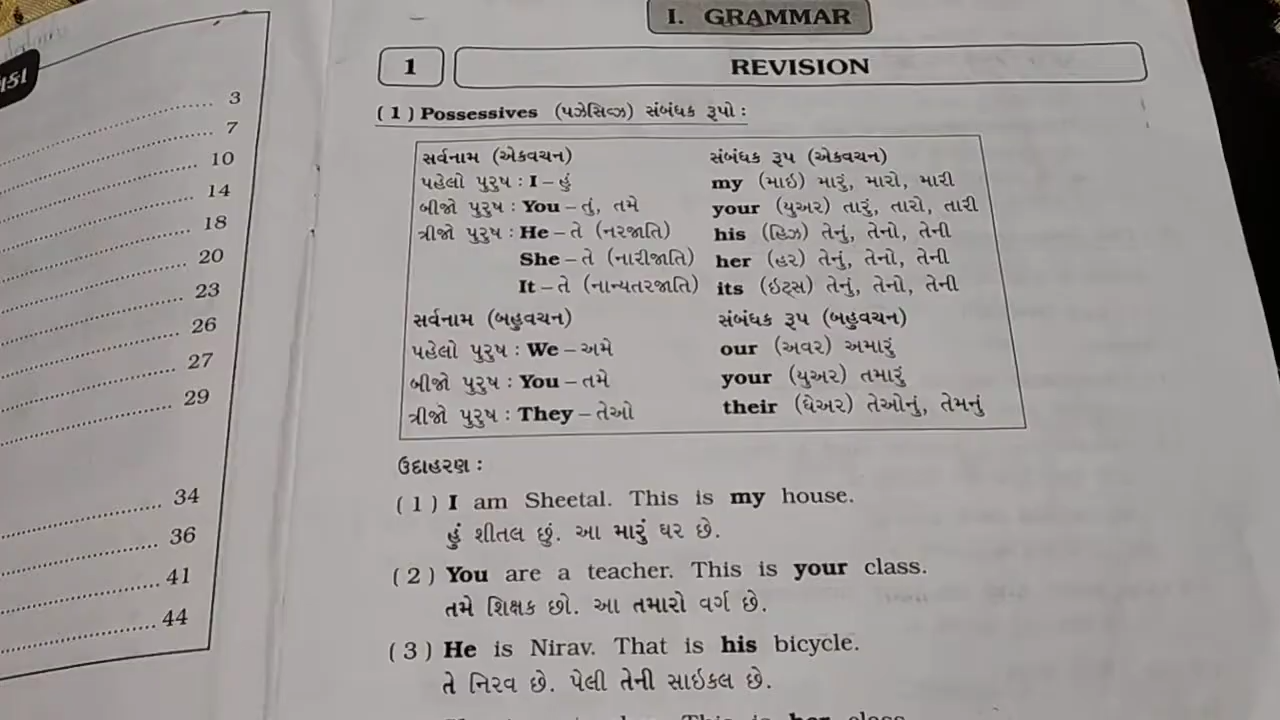 3
7
10
14
18
20
23
26
27
29
34
36
41
44
I. GRAMMAR
1 REVISION
( 1 ) Possessives (પઝેસિવ્ઝ) સંબંધક રૂપો :
સર્વનામ (એકવચન) સંબંધક રૂપ (એકવચન)
પહેલો પુરુષ : I – હું my (માઇ) મારું, મારો, મારી
બીજો પુરુષ : You – તું, તમે your (યુઅર) તારું, તારો, તારી
ત્રીજો પુરુષ : He – તે (નરજાતિ) his (હિઝ) તેનું, તેનો, તેની
She – તે (નારીજાતિ) her (હર) તેનું, તેનો, તેની
It – તે (નાન્યતરજાતિ) its (ઇટ્સ) તેનું, તેનો, તેની
સર્વનામ (બહુવચન) સંબંધક રૂપ (બહુવચન)
પહેલો પુરુષ : We – અમે our (અવર) અમારું
બીજો પુરુષ : You – તમે your (યુઅર) તમારું
ત્રીજો પુરુષ : They – તેઓ their (ધેઅર) તેઓનું, તેમનું
ઉદાહરણ :
( 1 ) I am Sheetal. This is my house.
હું શીતલ છું. આ મારું ઘર છે.
( 2 ) You are a teacher. This is your class.
તમે શિક્ષક છો. આ તમારો વર્ગ છે.
( 3 ) He is Nirav. That is his bicycle.
તે નિરવ છે. પેલી તેની સાઇકલ છે.
This is her class.